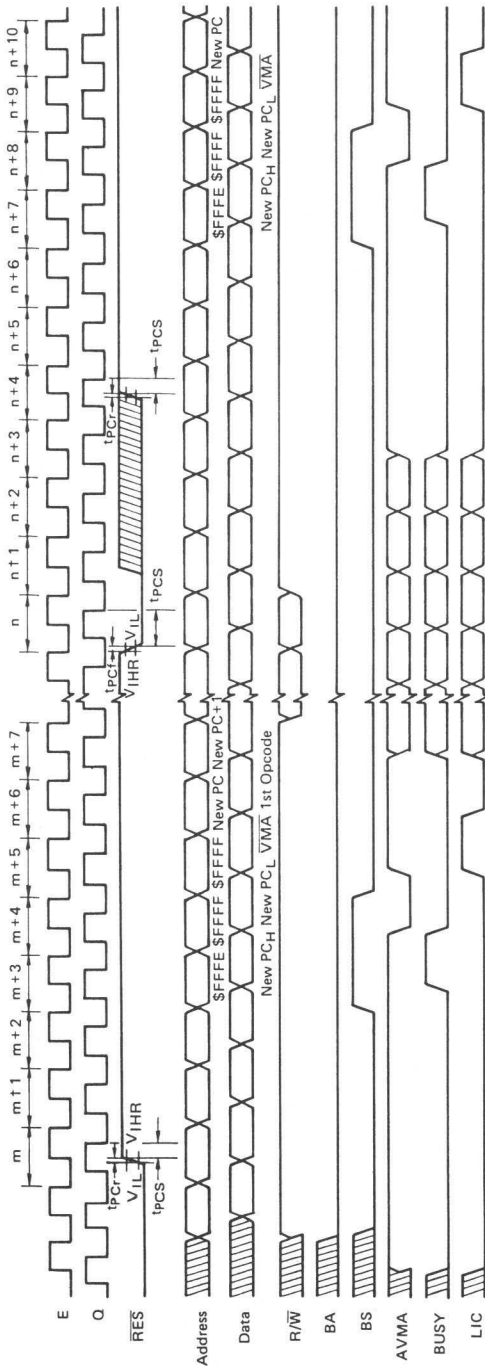 m m+1 m+2 m+3 m+4 m+5 m+6 m+7 n n+1 n+2 n+3 n+4 n+5 n+6 n+7 n+8 n+9 n+10
E
Q
RES
tPCr VIL VIHR tPCS
tPCf VIHR VIL tPCS
tPCr tPCS
Address
$FFFE $FFFF $FFFF New PC New PC+1
$FFFE $FFFF $FFFF New PC
Data
New PCH New PCL VMA 1st Opcode
New PCH New PCL VMA
R/W
BA
BS
AVMA
BUSY
LIC